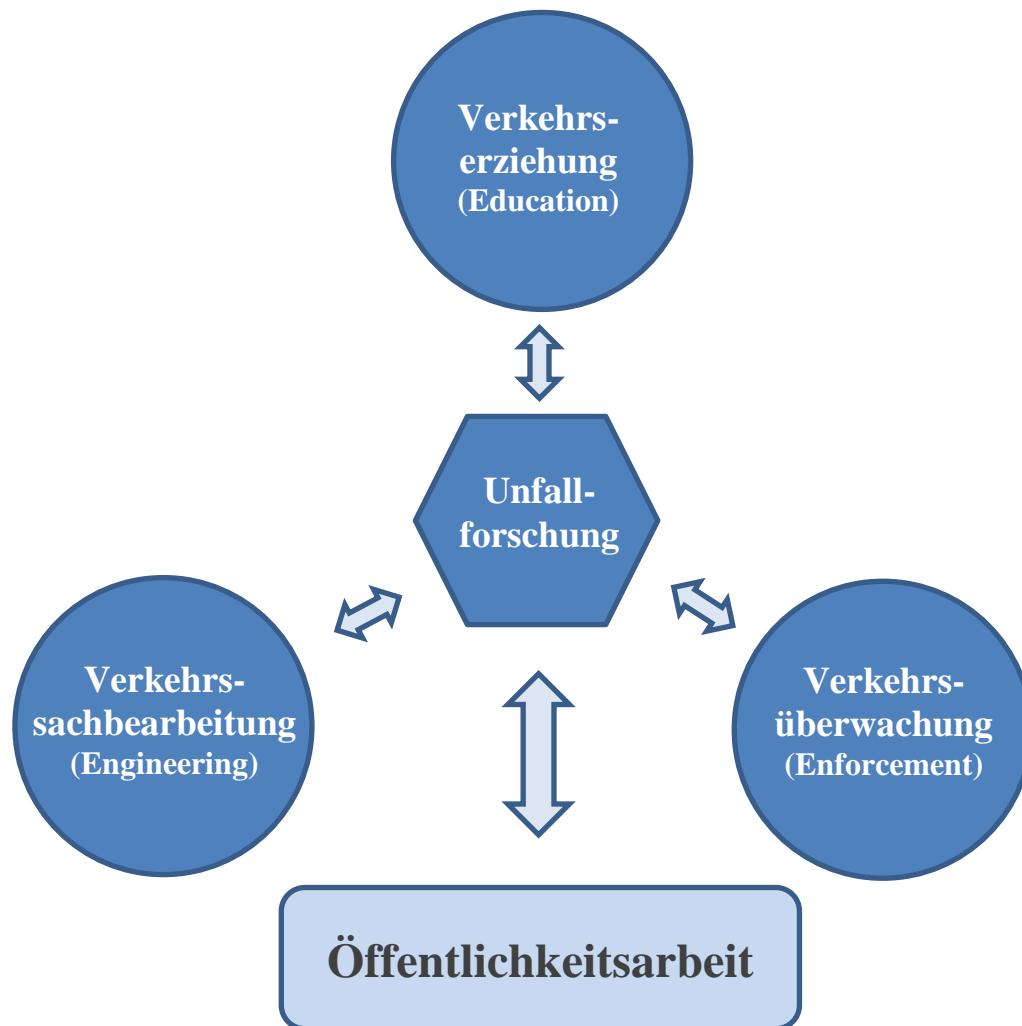 Verkehrs-
erziehung
(Education)
Unfall-
forschung
Verkehrs-
sachbearbeitung
(Engineering)
Verkehrs-
überwachung
(Enforcement)
Öffentlichkeitsarbeit